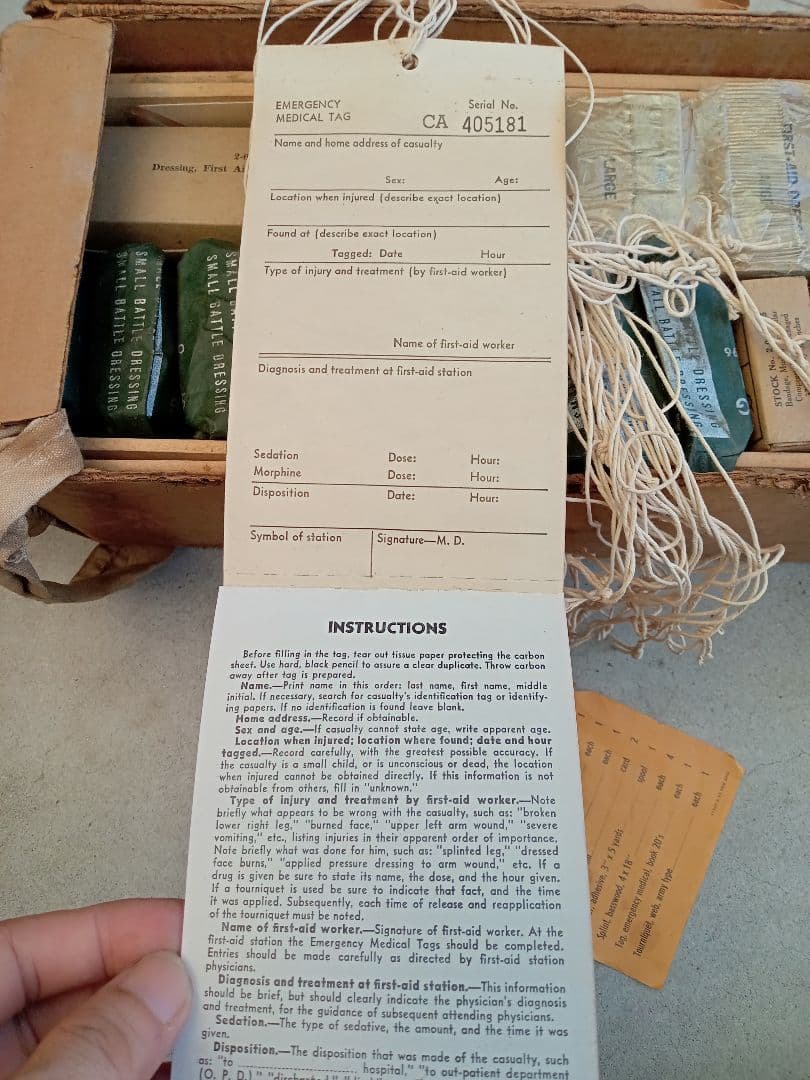 EMERGENCY
MEDICAL TAG
Serial No.
CA 405181
Name and home address of casualty
Sex: Age:
Location when injured (describe exact location)
Found at (describe exact location)
Tagged: Date Hour
Type of injury and treatment (by first-aid worker)
Name of first-aid worker
Diagnosis and treatment at first-aid station
Sedation Dose: Hour:
Morphine Dose: Hour:
Disposition Date: Hour:
Symbol of station Signature—M. D.
INSTRUCTIONS
Before filling in the tag, tear out tissue paper protecting the carbon
sheet. Use hard, black pencil to assure a clear duplicate. Throw carbon
away after tag is prepared.
Name.—Print name in this order: last name, first name, middle
initial. If necessary, search for casualty's identification tag or identify-
ing papers. If no identification is found leave blank.
Home address.—Record if obtainable.
Sex and age.—If casualty cannot state age, write apparent age.
Location when injured; location where found; date and hour
tagged.—Record carefully, with the greatest possible accuracy. If
the casualty is a small child, or is unconscious or dead, the location
when injured cannot be obtained directly. If this information is not
obtainable from others, fill in "unknown."
Type of injury and treatment by first-aid worker.—Note
briefly what appears to be wrong with the casualty, such as: "broken
lower right leg," "burned face," "upper left arm wound," "severe
vomiting," etc., listing injuries in their apparent order of importance.
Note briefly what was done for him, such as: "splinted leg," "dressed
face burns," "applied pressure dressing to arm wound," etc. If a
drug is given be sure to state its name, the dose, and the hour given.
If a tourniquet is used be sure to indicate that fact, and the time
it was applied. Subsequently, each time of release and reapplication
of the tourniquet must be noted.
Name of first-aid worker.—Signature of first-aid worker. At the
first-aid station the Emergency Medical Tags should be completed.
Entries should be made carefully as directed by first-aid station
physicians.
Diagnosis and treatment at first-aid station.—This information
should be brief, but should clearly indicate the physician's diagnosis
and treatment, for the guidance of subsequent attending physicians.
Sedation.—The type of sedative, the amount, and the time it was
given.
Disposition.—The disposition that was made of the casualty, such
as: "to hospital," "to out-patient department
(O. P. D.)"
Dressing, First
SMALL BATTLE DRESSING
SMALL BATTLE DRESSING
SMALL BATTLE DRESSING
SMALL
LARGE
FIRST-AID
DRESSING
STOCK No.
Bandage,
each 1
each 1
card 1
spool 2
each 4
each 1
each 1
adhesive, 3" x 5 yards
Splint, basswood, 4 x 18
Tag, emergency medical, book 20's
Tourniquet, web, army type